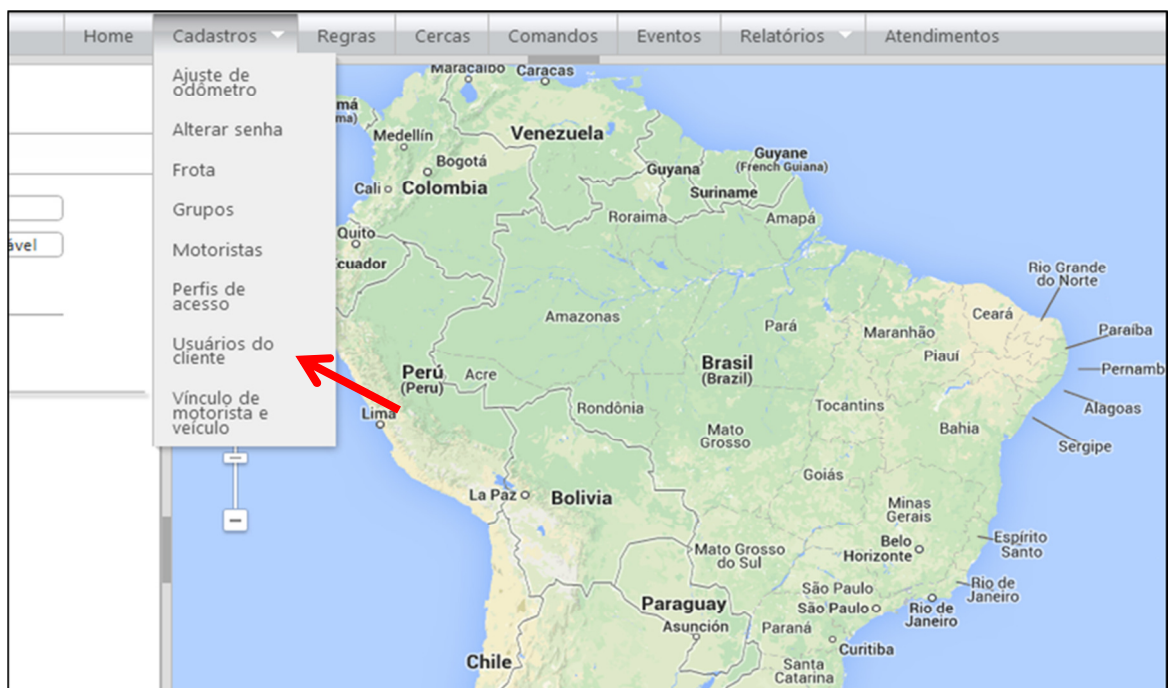 Home Cadastros Regras Cercas Comandos Eventos Relatórios Atendimentos
Ajuste de
odômetro
Alterar senha
Frota
Grupos
Motoristas
Perfis de
acesso
Usuários do
cliente
Vínculo de
motorista e
veículo
ável
Maracaibo Caracas
má
ma)
Medellín
Venezuela
Bogotá
Guyane
(French Guiana)
Guyana
Cali Colombia
Suriname
Roraima
Amapá
Quito
cuador
Rio Grande
do Norte
Amazonas
Pará
Ceará
Maranhão
Paraíba
Piauí
Perú
(Peru)
Acre
Brasil
(Brazil)
Pernamb
Rondônia
Tocantins
Alagoas
Lima
Mato
Grosso
Bahia
Sergipe
Goiás
La Paz
Bolivia
Minas
Gerais
Belo
Horizonte
Espírito
Santo
Mato Grosso
do Sul
São Paulo
Rio de
Janeiro
Paraguay
São Paulo
Rio de
Janeiro
Asunción
Paraná
Curitiba
Chile
Santa
Catarina